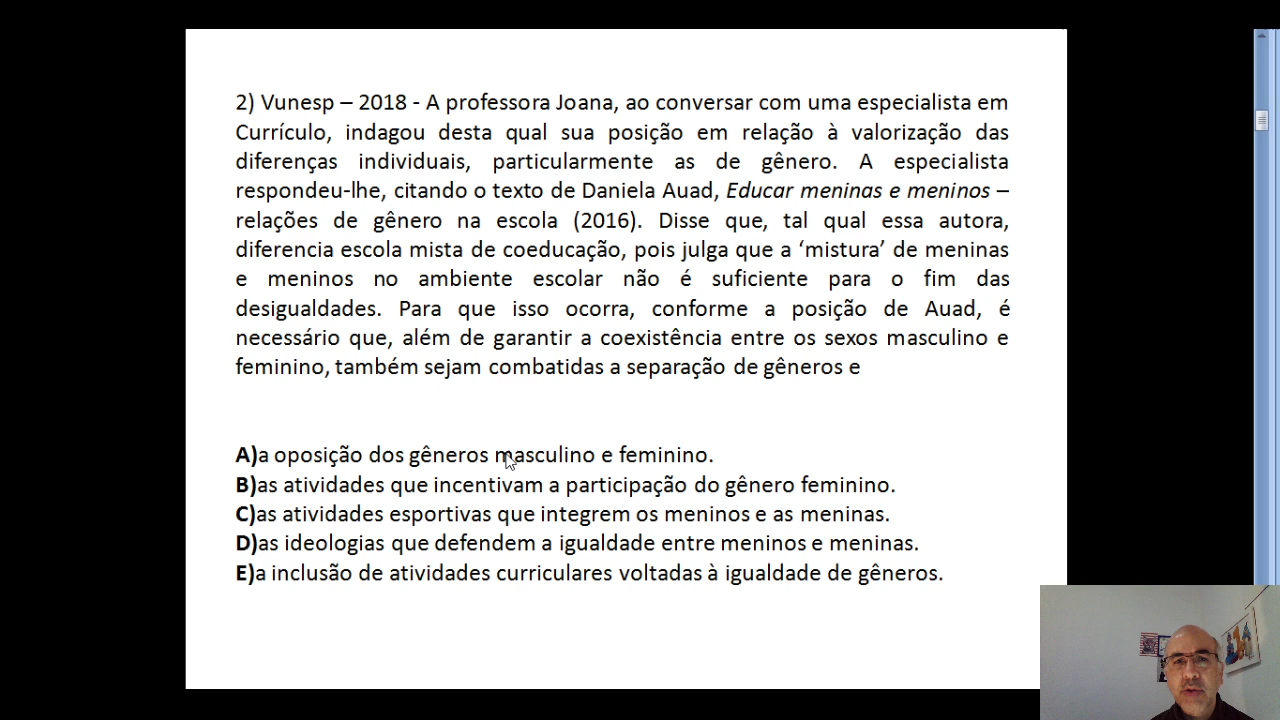 2) Vunesp – 2018 - A professora Joana, ao conversar com uma especialista em
Currículo, indagou desta qual sua posição em relação à valorização das
diferenças individuais, particularmente as de gênero. A especialista
respondeu-lhe, citando o texto de Daniela Auad, Educar meninas e meninos –
relações de gênero na escola (2016). Disse que, tal qual essa autora,
diferencia escola mista de coeducação, pois julga que a ‘mistura’ de meninas
e meninos no ambiente escolar não é suficiente para o fim das
desigualdades. Para que isso ocorra, conforme a posição de Auad, é
necessário que, além de garantir a coexistência entre os sexos masculino e
feminino, também sejam combatidas a separação de gêneros e
A)a oposição dos gêneros masculino e feminino.
B)as atividades que incentivam a participação do gênero feminino.
C)as atividades esportivas que integrem os meninos e as meninas.
D)as ideologias que defendem a igualdade entre meninos e meninas.
E)a inclusão de atividades curriculares voltadas à igualdade de gêneros.